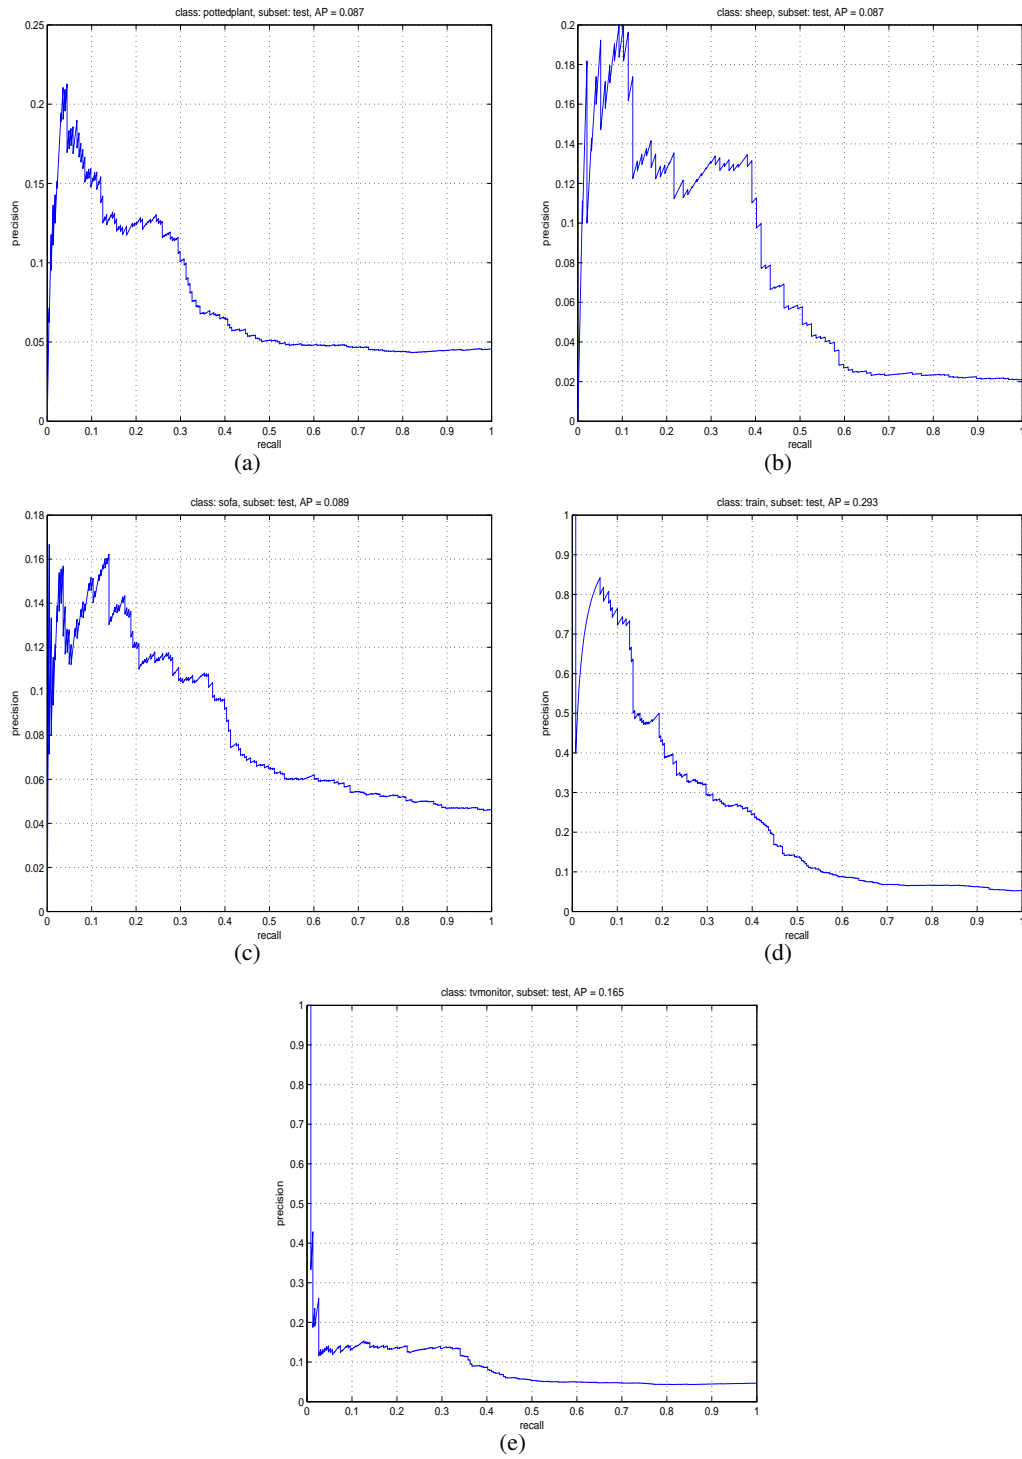 class: pottedplant, subset: test, AP = 0.087
0.25
0.2
0.15
0.1
0.05
0
precision
0 0.1 0.2 0.3 0.4 0.5 0.6 0.7 0.8 0.9 1
recall
(a)
class: sheep, subset: test, AP = 0.087
0.2
0.18
0.16
0.14
0.12
0.1
0.08
0.06
0.04
0.02
0
precision
0 0.1 0.2 0.3 0.4 0.5 0.6 0.7 0.8 0.9 1
recall
(b)
class: sofa, subset: test, AP = 0.089
0.18
0.16
0.14
0.12
0.1
0.08
0.06
0.04
0.02
0
precision
0 0.1 0.2 0.3 0.4 0.5 0.6 0.7 0.8 0.9 1
recall
(c)
class: train, subset: test, AP = 0.293
1
0.9
0.8
0.7
0.6
0.5
0.4
0.3
0.2
0.1
0
precision
0 0.1 0.2 0.3 0.4 0.5 0.6 0.7 0.8 0.9 1
recall
(d)
class: tvmonitor, subset: test, AP = 0.165
1
0.9
0.8
0.7
0.6
0.5
0.4
0.3
0.2
0.1
0
precision
0 0.1 0.2 0.3 0.4 0.5 0.6 0.7 0.8 0.9 1
recall
(e)